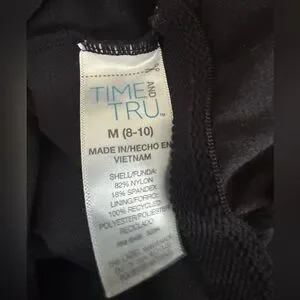 TIME AND
TRU™
M (8-10)
MADE IN/HECHO EN
VIETNAM
SHELL/FUNDA:
82% NYLON
18% SPANDEX
LINING/FORRO:
100% RECYCLED
POLYESTER/POLIESTER
RECICLADO